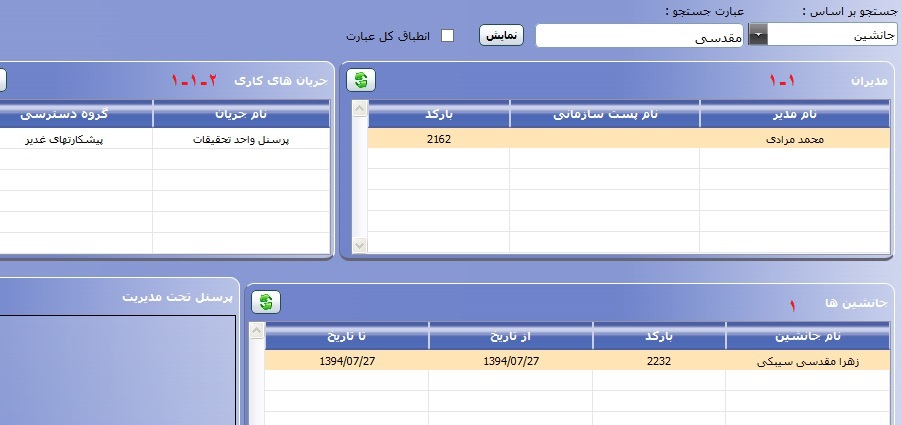 جستجو بر اساس :
عبارت جستجو :
جانشین
مقدسی
نمایش
انطباق کل عبارت
مدیران
۱-۱
جریان های کاری
۱-۱-۲
نام مدیر
نام پست سازمانی
بارکد
نام جریان
گروه دسترسی
محمد مرادی
2162
پرسنل واحد تحقیقات
پیشکارتهای غدیر
جانشین ها
۱
پرسنل تحت مدیریت
نام جانشین
بارکد
از تاریخ
تا تاریخ
زهرا مقدسی سیبکی
2232
1394/07/27
1394/07/27